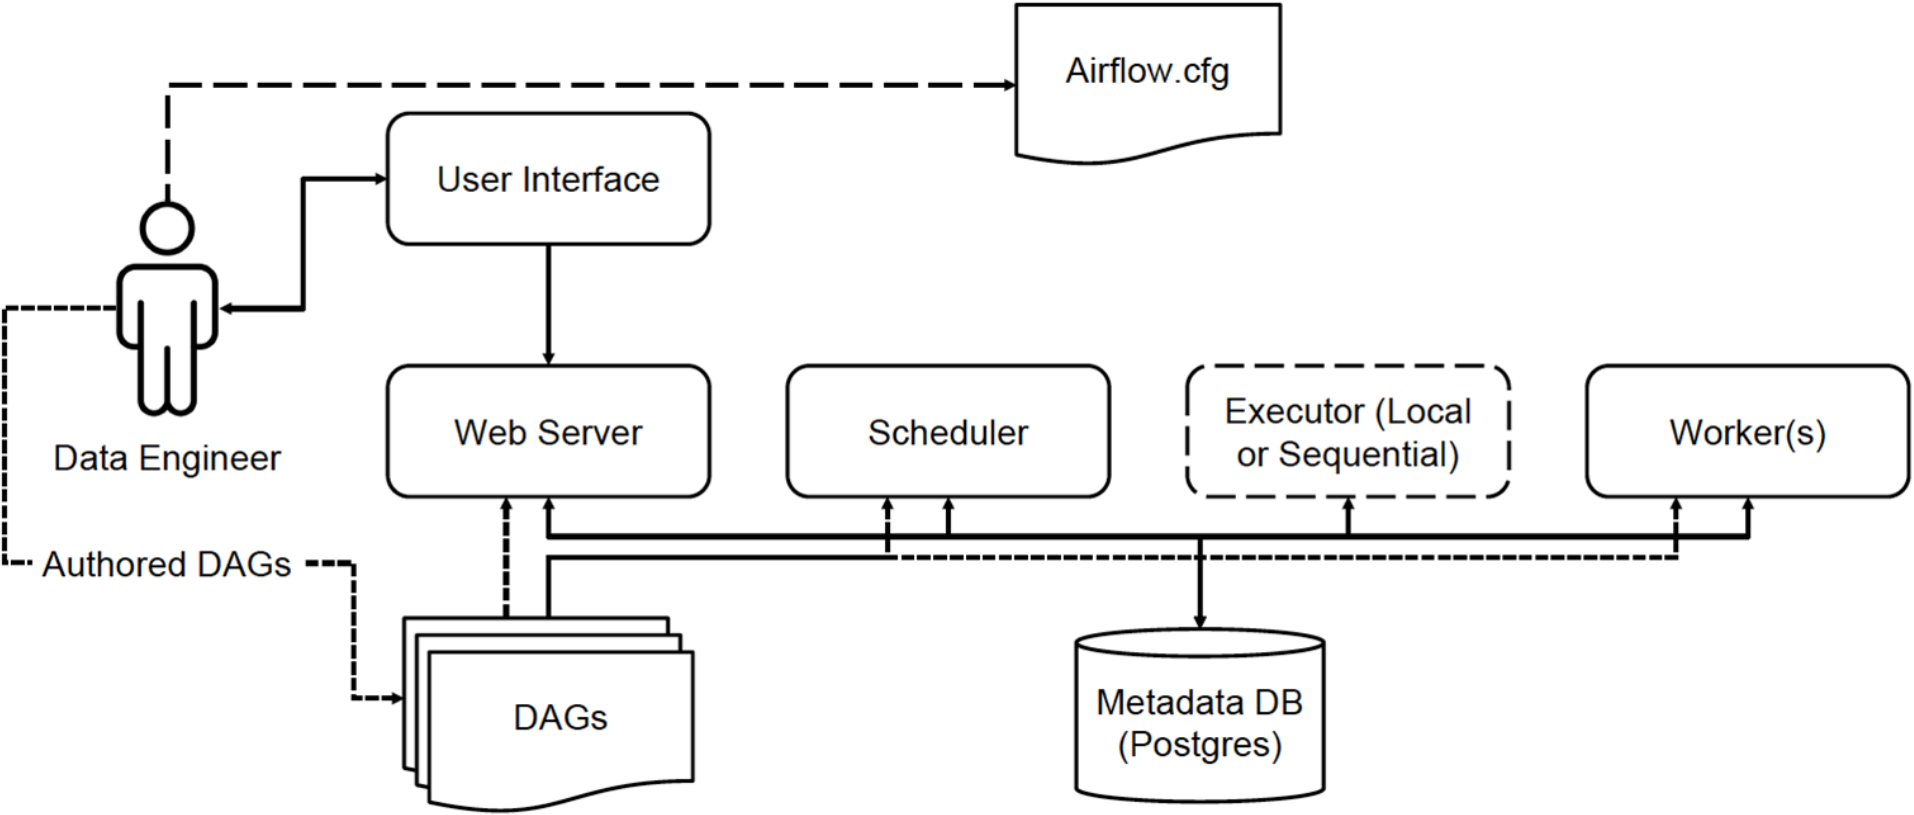 Airflow.cfg
User Interface
Web Server
Scheduler
Executor (Local
or Sequential)
Worker(s)
Data Engineer
Authored DAGs
DAGs
Metadata DB
(Postgres)